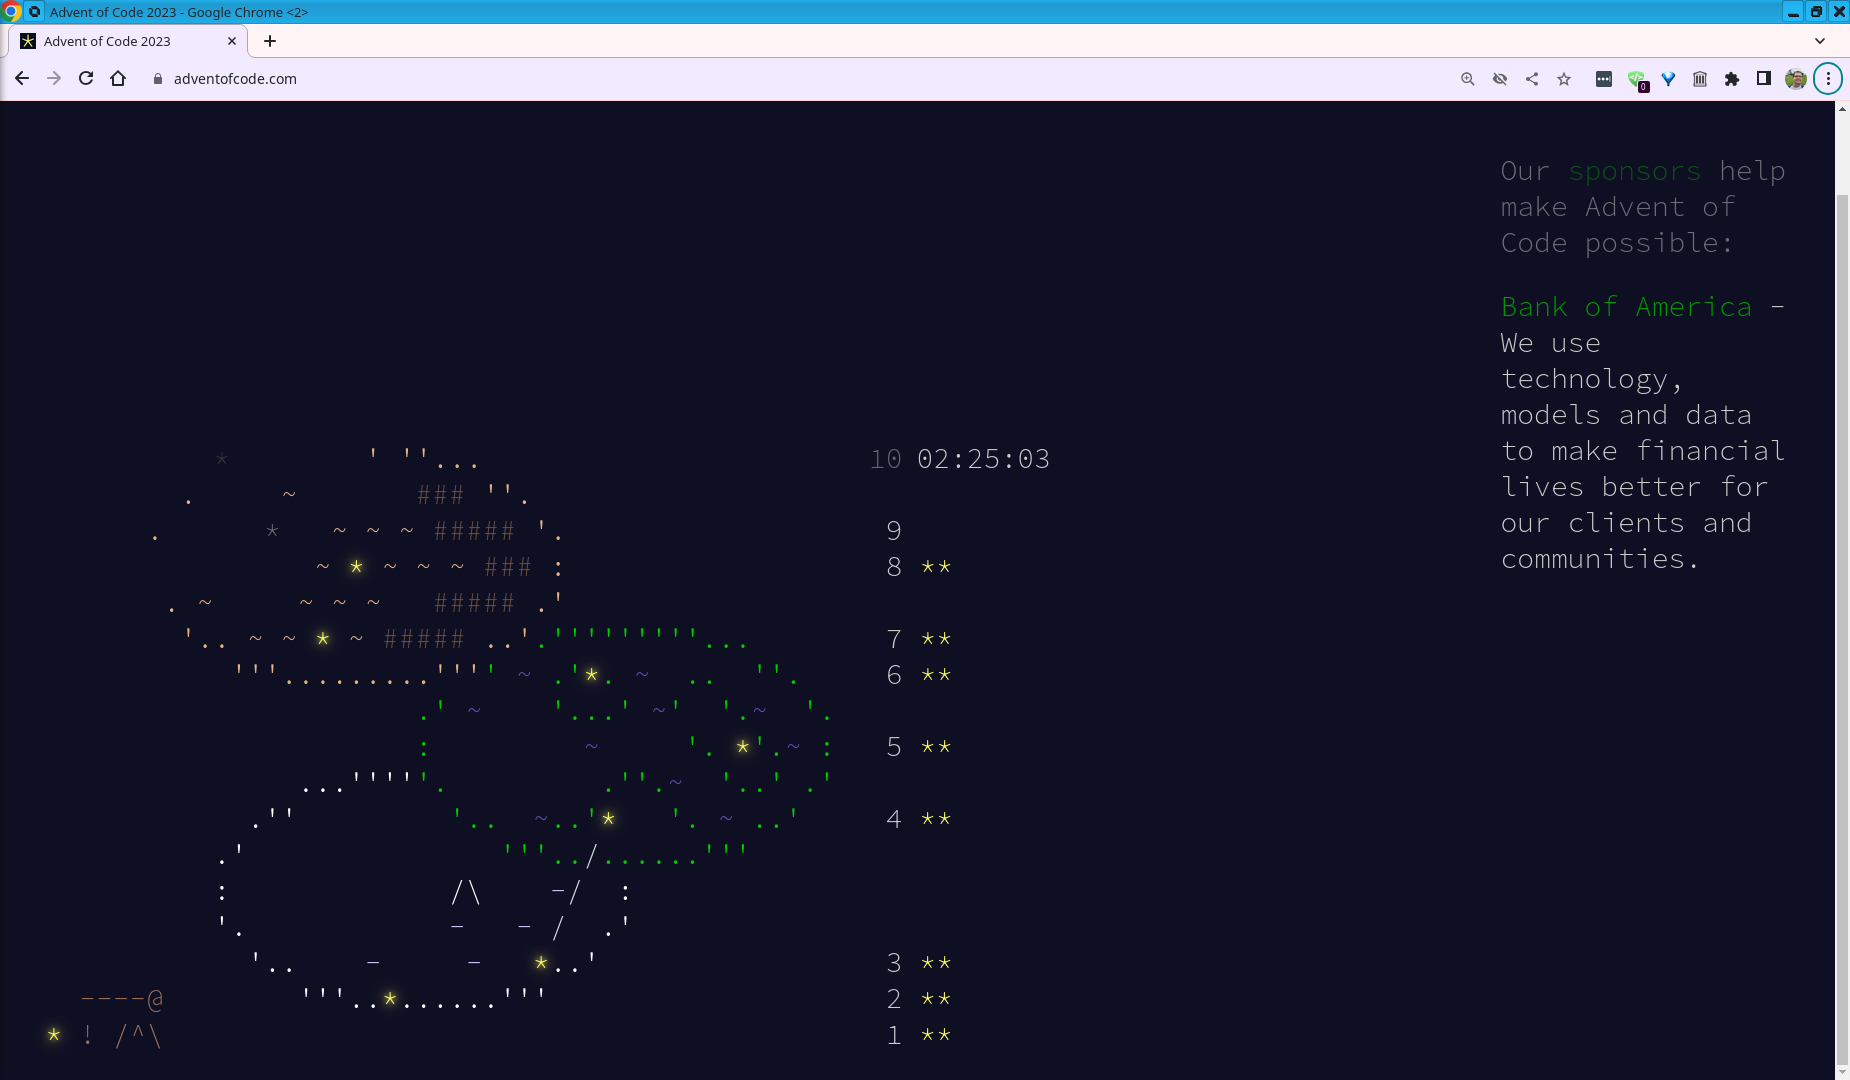 Advent of Code 2023 - Google Chrome <2>
Advent of Code 2023
adventofcode.com
0
Our sponsors help
make Advent of
Code possible:
Bank of America -
We use
technology,
models and data
to make financial
lives better for
our clients and
communities.
10 02:25:03
9
8 **
7 **
6 **
5 **
4 **
3 **
2 **
1 **